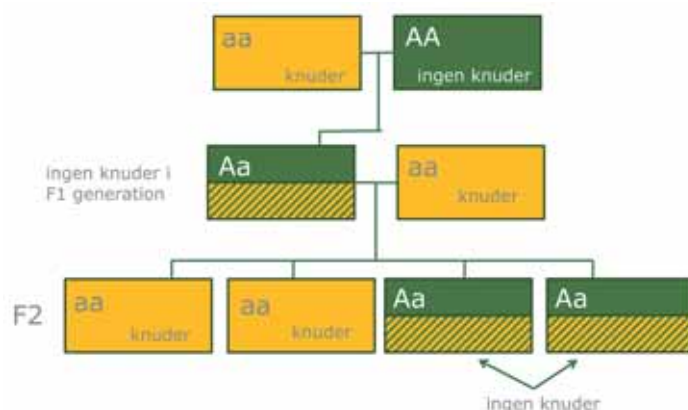 aa
knuder
AA
ingen knuder
ingen knuder i
F1 generation
Aa
aa
knuder
F2
aa
knuder
aa
knuder
Aa
Aa
ingen knuder